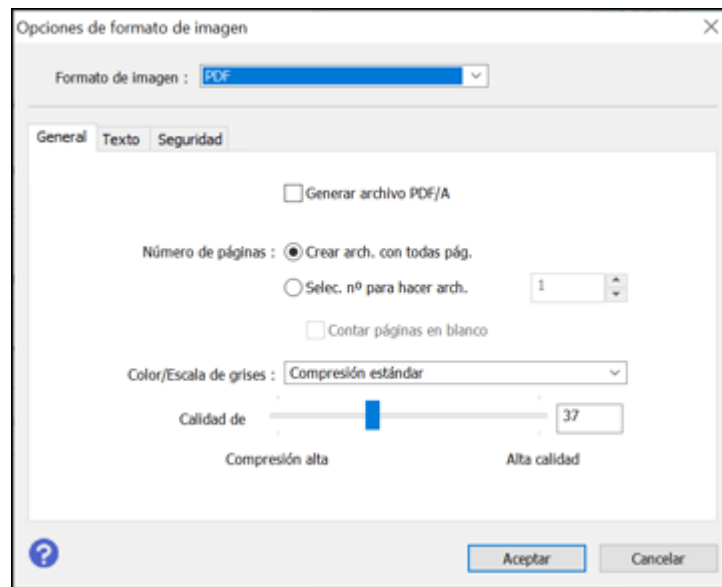 Opciones de formato de imagen
Formato de imagen : PDF
General Texto Seguridad
Generar archivo PDF/A
Número de páginas : Crear arch. con todas pág.
Selec. nº para hacer arch. 1
Contar páginas en blanco
Color/Escala de grises : Compresión estándar
Calidad de 37
Compresión alta Alta calidad
? Aceptar Cancelar